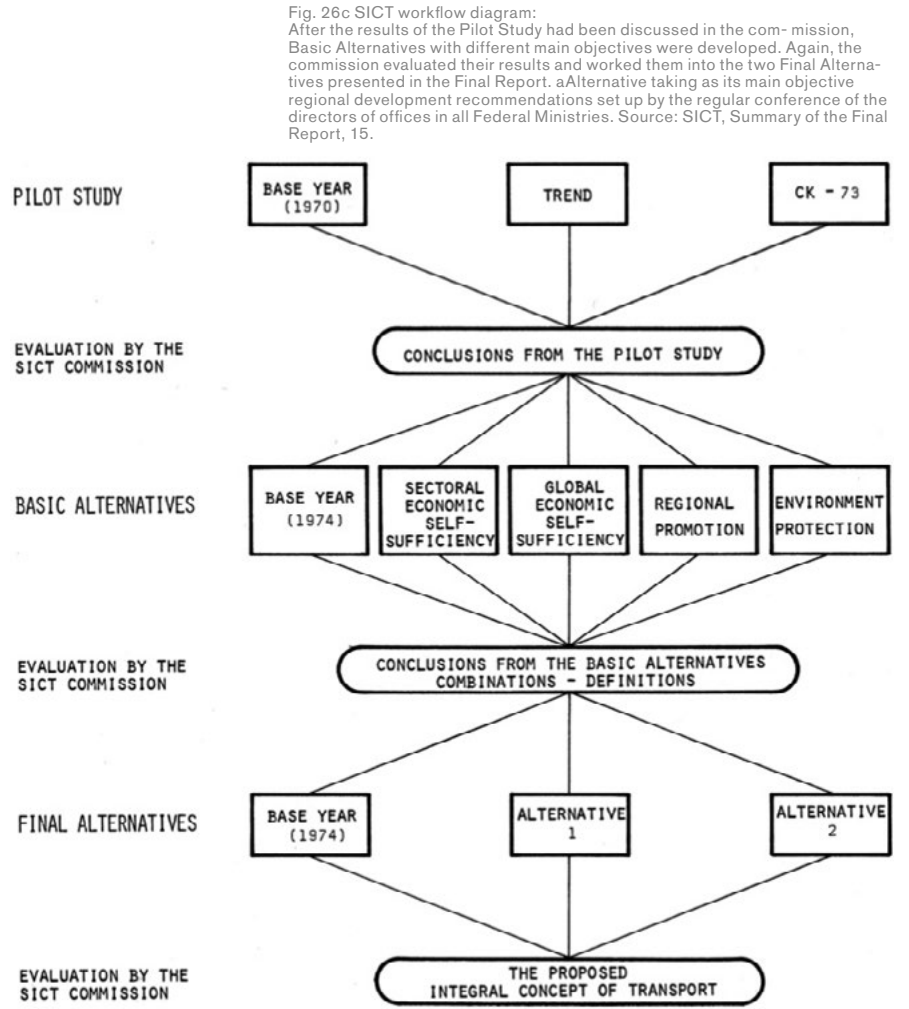 Fig. 26c SICT workflow diagram:
After the results of the Pilot Study had been discussed in the com- mission,
Basic Alternatives with different main objectives were developed. Again, the
commission evaluated their results and worked them into the two Final Alterna-
tives presented in the Final Report. aAlternative taking as its main objective
regional development recommendations set up by the regular conference of the
directors of offices in all Federal Ministries. Source: SICT, Summary of the Final
Report, 15.
PILOT STUDY
BASE YEAR
(1970)
TREND
CK - 73
EVALUATION BY THE
SICT COMMISSION
CONCLUSIONS FROM THE PILOT STUDY
BASIC ALTERNATIVES
BASE YEAR
(1974)
SECTORAL
ECONOMIC
SELF-
SUFFICIENCY
GLOBAL
ECONOMIC
SELF-
SUFFICIENCY
REGIONAL
PROMOTION
ENVIRONMENT
PROTECTION
EVALUATION BY THE
SICT COMMISSION
CONCLUSIONS FROM THE BASIC ALTERNATIVES
COMBINATIONS - DEFINITIONS
FINAL ALTERNATIVES
BASE YEAR
(1974)
ALTERNATIVE
1
ALTERNATIVE
2
EVALUATION BY THE
SICT COMMISSION
THE PROPOSED
INTEGRAL CONCEPT OF TRANSPORT